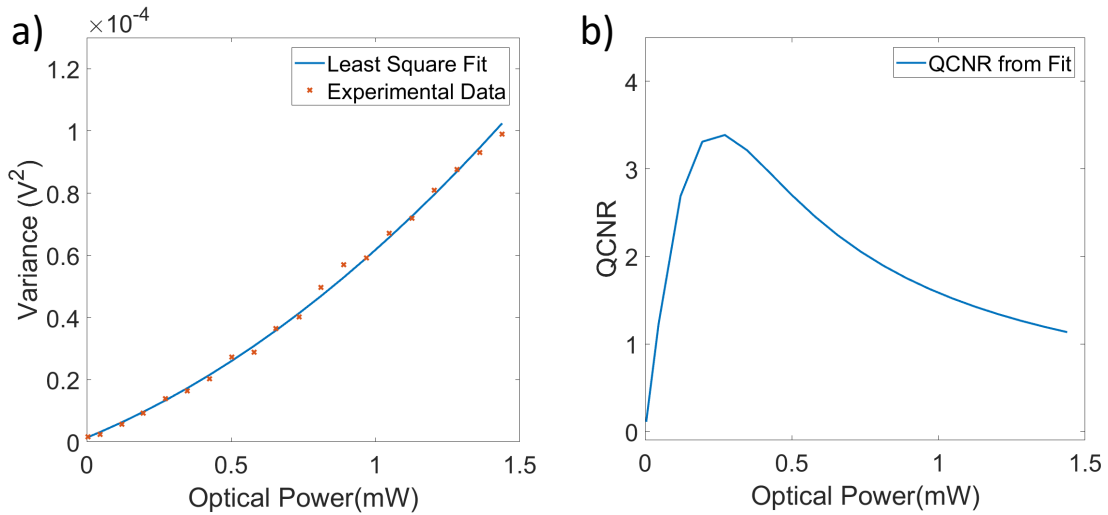 a)
×10⁻⁴
1.2
1
0.8
0.6
0.4
0.2
0
0
0.5
1
1.5
Variance (V²)
Optical Power(mW)
Least Square Fit
Experimental Data
b)
4
3
2
1
0
0
0.5
1
1.5
QCNR
Optical Power(mW)
QCNR from Fit